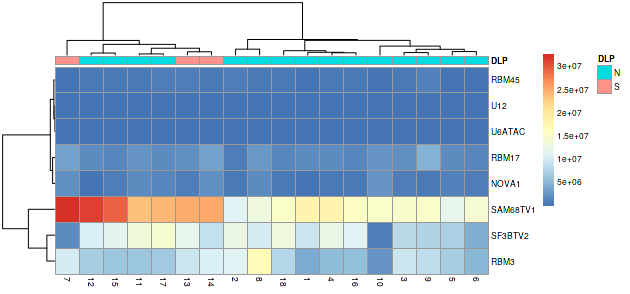 DLP
RBM45
U12
U6ATAC
RBM17
NOVA1
SAM68TV1
SF3BTV2
RBM3
7 12 15 11 17 13 14 2 8 18 1 4 16 10 3 9 5 6
3e+07
2.5e+07
2e+07
1.5e+07
1e+07
5e+06
DLP
N
S